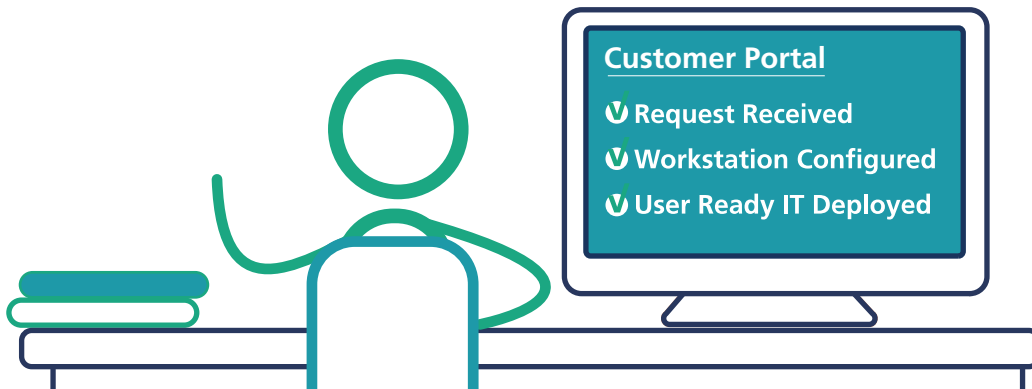 Customer Portal
Request Received
Workstation Configured
User Ready IT Deployed